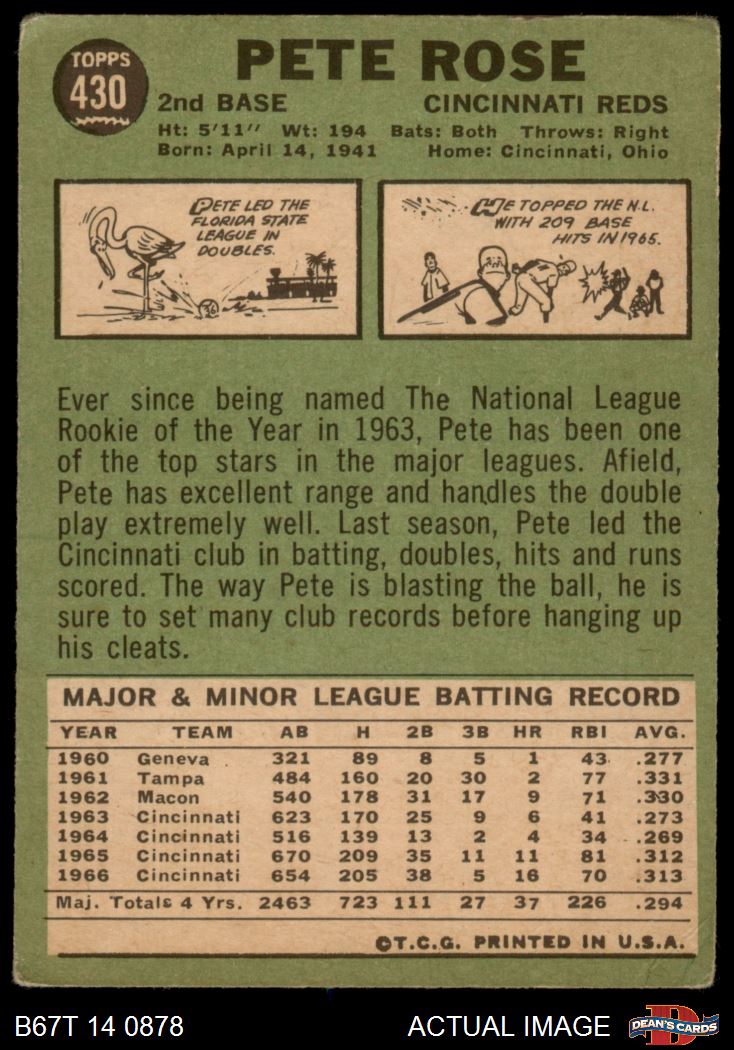 TOPPS
430
PETE ROSE
2nd BASE CINCINNATI REDS
Ht: 5'11" Wt: 194 Bats: Both Throws: Right
Born: April 14, 1941 Home: Cincinnati, Ohio
PETE LED THE
FLORIDA STATE
LEAGUE IN
DOUBLES.
36
HE TOPPED THE N.L.
WITH 209 BASE
HITS IN 1965.
Ever since being named The National League
Rookie of the Year in 1963, Pete has been one
of the top stars in the major leagues. Afield,
Pete has excellent range and handles the double
play extremely well. Last season, Pete led the
Cincinnati club in batting, doubles, hits and runs
scored. The way Pete is blasting the ball, he is
sure to set many club records before hanging up
his cleats.
MAJOR & MINOR LEAGUE BATTING RECORD
YEAR TEAM AB H 2B 3B HR RBI AVG.
1960 Geneva 321 89 8 5 1 43 .277
1961 Tampa 484 160 20 30 2 77 .331
1962 Macon 540 178 31 17 9 71 .330
1963 Cincinnati 623 170 25 9 6 41 .273
1964 Cincinnati 516 139 13 2 4 34 .269
1965 Cincinnati 670 209 35 11 11 81 .312
1966 Cincinnati 654 205 38 5 16 70 .313
Maj. Totals 4 Yrs. 2463 723 111 27 37 226 .294
©T.C.G. PRINTED IN U.S.A.
B67T 14 0878 ACTUAL IMAGE
D
DEAN'S CARDS